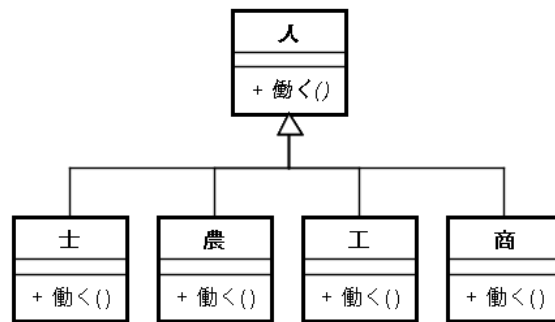 人
+ 働く()
士
+ 働く()
農
+ 働く()
工
+ 働く()
商
+ 働く()